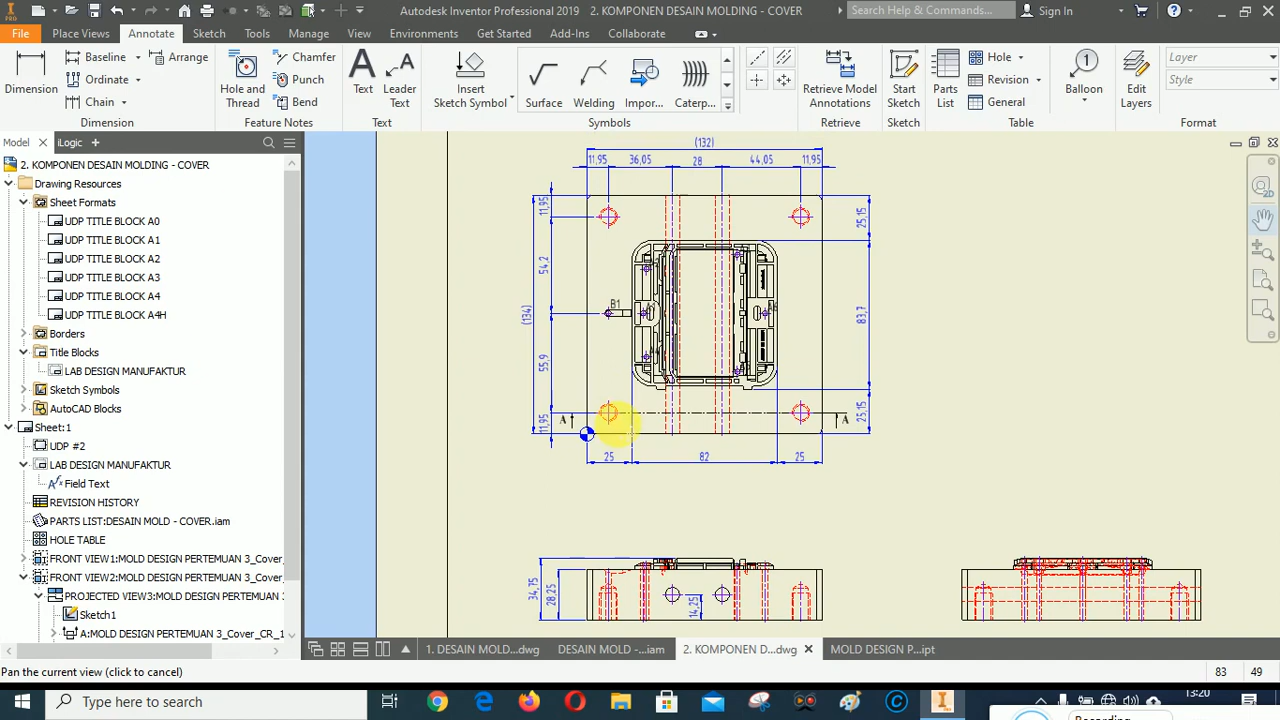 PRO
Autodesk Inventor Professional 2019 2. KOMPONEN DESAIN MOLDING - COVER
Search Help & Commands...
Sign In
File Place Views Annotate Sketch Tools Manage View Environments Get Started Add-Ins Collaborate
Dimension
Baseline
Ordinate
Chain
Arrange
Dimension
Hole and
Thread
Chamfer
Punch
Bend
Feature Notes
Text
Leader
Text
Text
Insert
Sketch Symbol
Surface
Welding
Impor...
Caterp...
Symbols
Retrieve Model
Annotations
Retrieve
Start
Sketch
Sketch
Parts
List
Hole
Revision
General
Table
Balloon
Edit
Layers
Layer
Style
Format
Model
iLogic
2. KOMPONEN DESAIN MOLDING - COVER
Drawing Resources
Sheet Formats
UDP TITLE BLOCK A0
UDP TITLE BLOCK A1
UDP TITLE BLOCK A2
UDP TITLE BLOCK A3
UDP TITLE BLOCK A4
UDP TITLE BLOCK A4H
Borders
Title Blocks
LAB DESIGN MANUFAKTUR
Sketch Symbols
AutoCAD Blocks
Sheet:1
UDP #2
LAB DESIGN MANUFAKTUR
Field Text
REVISION HISTORY
PARTS LIST:DESAIN MOLD - COVER.iam
HOLE TABLE
FRONT VIEW1:MOLD DESIGN PERTEMUAN 3_Cover_
FRONT VIEW2:MOLD DESIGN PERTEMUAN 3_Cover_
PROJECTED VIEW3:MOLD DESIGN PERTEMUAN 3_
Sketch1
A:MOLD DESIGN PERTEMUAN 3_Cover_CR_1
(132)
11,95 36,05 28 44,05 11,95
11,95
54,2
(134)
55,9
11,95
25,15
83,7
25,15
B1
A A
25 82 25
34,75
28,25
14,25
1. DESAIN MOLD...dwg DESAIN MOLD -...iam 2. KOMPONEN D...dwg MOLD DESIGN P...ipt
Pan the current view (click to cancel)
83 49
Type here to search
13:20
Recording